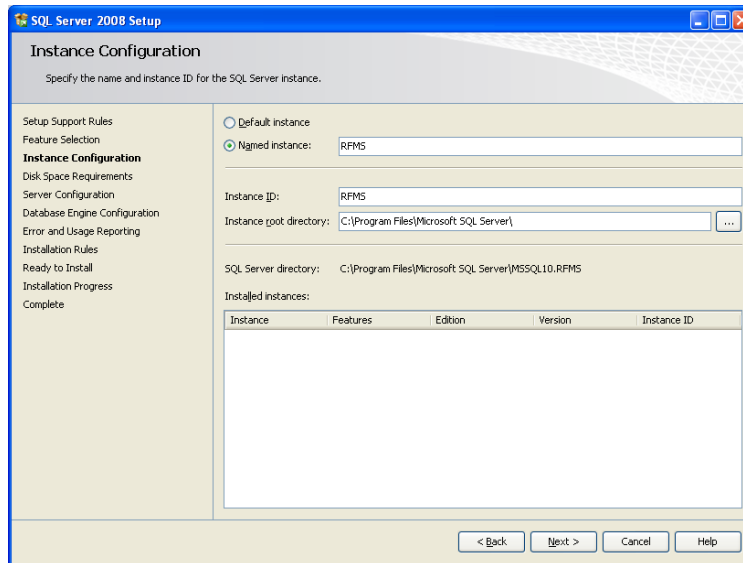 SQL Server 2008 Setup
Instance Configuration
Specify the name and instance ID for the SQL Server instance.
Setup Support Rules
Feature Selection
Instance Configuration
Disk Space Requirements
Server Configuration
Database Engine Configuration
Error and Usage Reporting
Installation Rules
Ready to Install
Installation Progress
Complete
Default instance
Named instance: RFMS
Instance ID: RFMS
Instance root directory: C:\Program Files\Microsoft SQL Server\ ...
SQL Server directory: C:\Program Files\Microsoft SQL Server\MSSQL10.RFMS
Installed instances:
Instance Features Edition Version Instance ID
< Back Next > Cancel Help